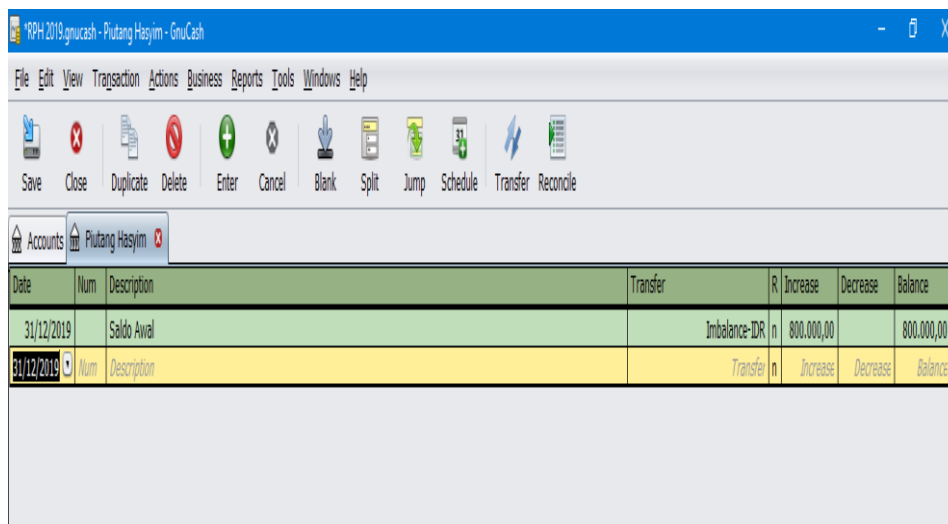 *RPH 2019.gnucash - Piutang Hasyim - GnuCash
File Edit View Transaction Actions Business Reports Tools Windows Help
Save Close Duplicate Delete Enter Cancel Blank Split Jump Schedule Transfer Reconcile
Accounts Piutang Hasyim
Date Num Description Transfer R Increase Decrease Balance
31/12/2019 Saldo Awal Imbalance-IDR n 800.000,00 800.000,00
31/12/2019 Num Description Transfer n Increase Decrease Balance